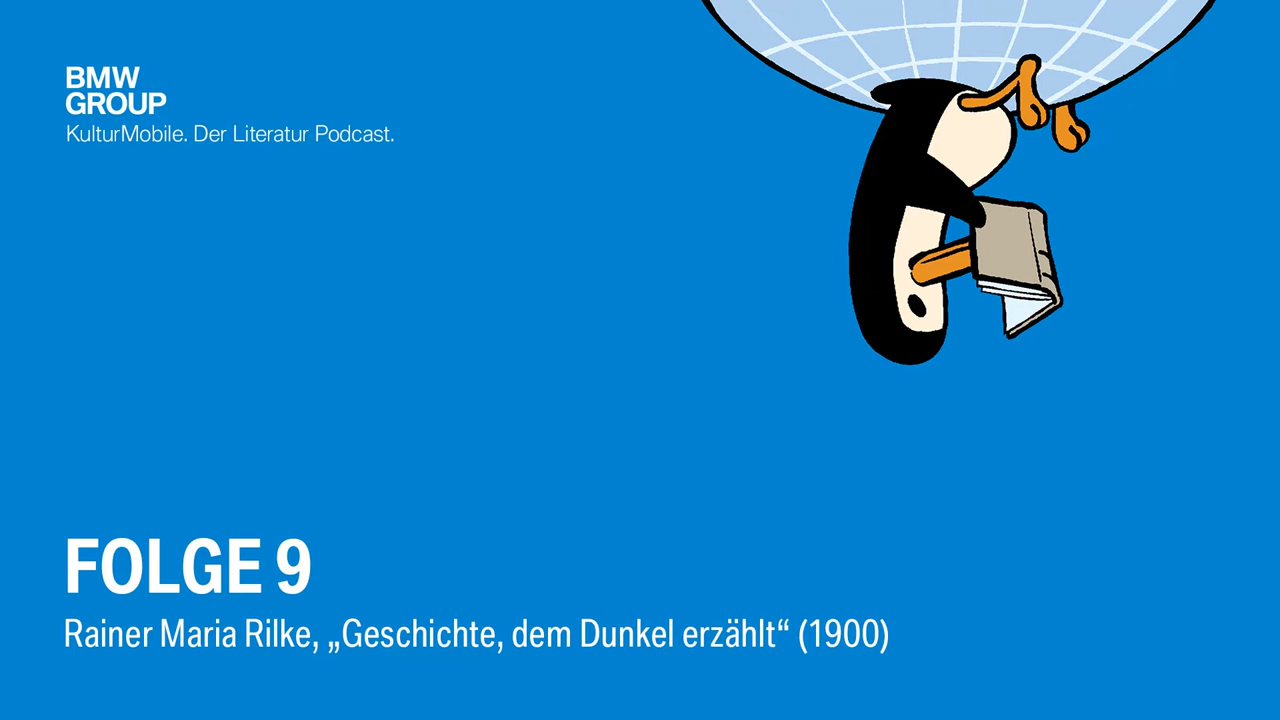 BMW
GROUP
KulturMobile. Der Literatur Podcast.
FOLGE 9
Rainer Maria Rilke, „Geschichte, dem Dunkel erzählt“ (1900)